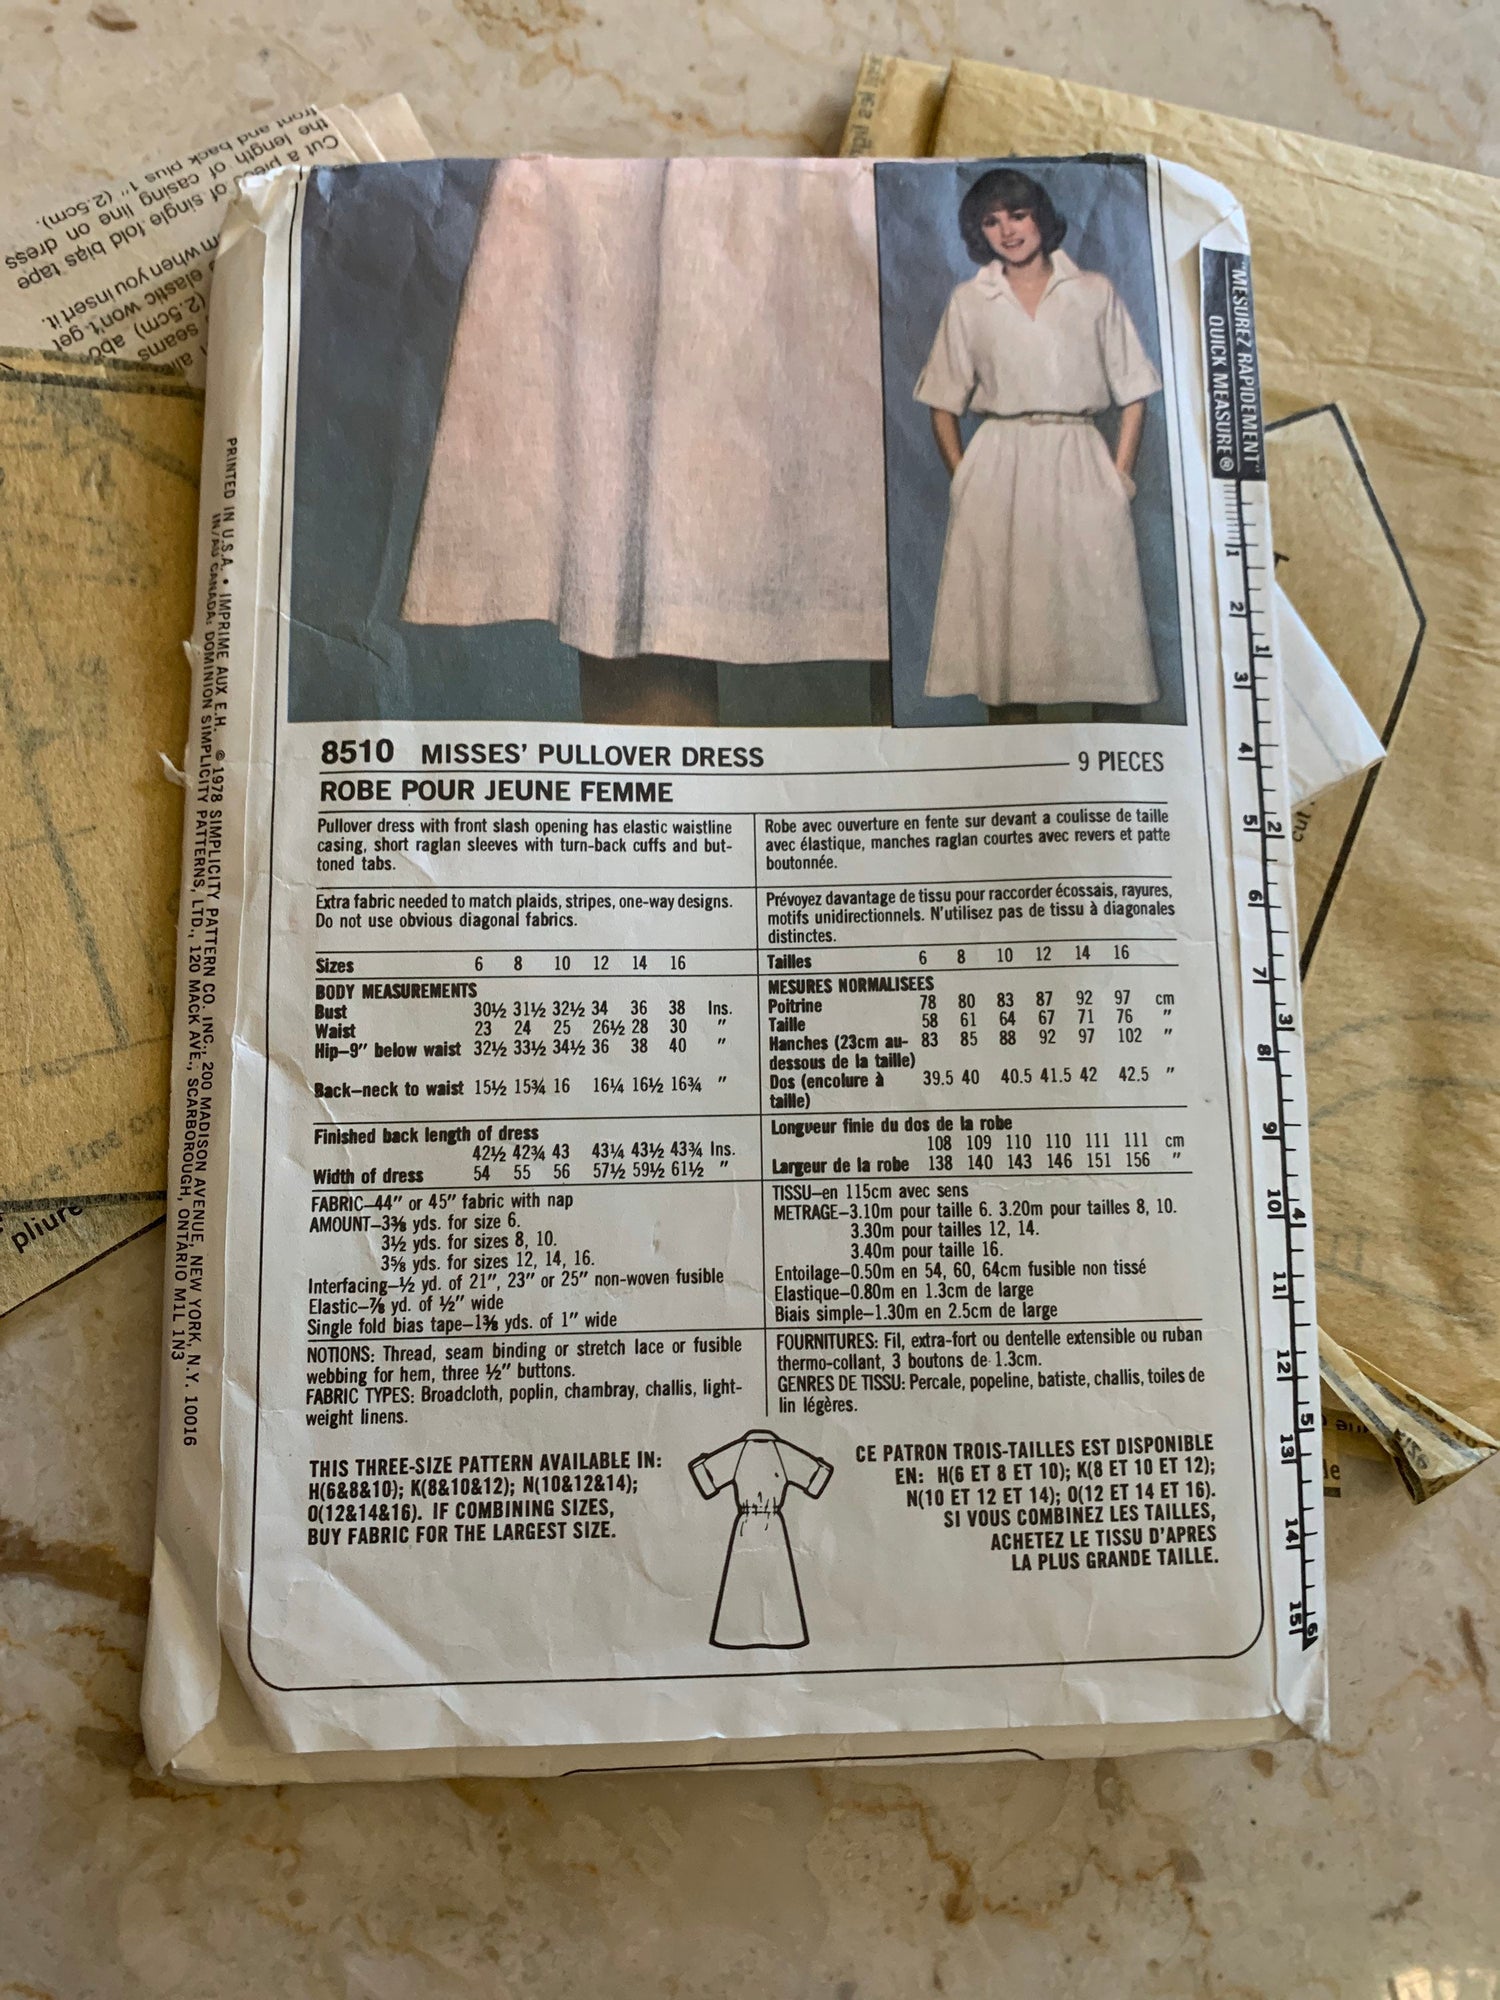 Cut a piece of single fold bias tape
the length of casing line on dress
front and back plus 1" (2.5cm).
when you insert it.
elastic won't get
(2.5cm)
seams
pliure
PRINTED IN U.S.A. • IMPRIME AUX E.H. © 1978 SIMPLICITY PATTERN CO. INC., 200 MADISON AVENUE, NEW YORK, N.Y. 10016
IN/AU CANADA: DOMINION SIMPLICITY PATTERNS, LTD., 120 MACK AVE., SCARBOROUGH, ONTARIO M1L 1N3
"MESUREZ RAPIDEMENT"
QUICK MEASURE®
1 2 3 4 5 6 7 8 9 10 11 12 13 14 15
1 2 3 4 5 6
8510 MISSES' PULLOVER DRESS 9 PIECES
ROBE POUR JEUNE FEMME
Pullover dress with front slash opening has elastic waistline
casing, short raglan sleeves with turn-back cuffs and but-
toned tabs.
Extra fabric needed to match plaids, stripes, one-way designs.
Do not use obvious diagonal fabrics.
Sizes 6 8 10 12 14 16
BODY MEASUREMENTS
Bust 30½ 31½ 32½ 34 36 38 Ins.
Waist 23 24 25 26½ 28 30 "
Hip–9" below waist 32½ 33½ 34½ 36 38 40 "
Back–neck to waist 15½ 15¾ 16 16¼ 16½ 16¾ "
Finished back length of dress
42½ 42¾ 43 43¼ 43½ 43¾ Ins.
Width of dress 54 55 56 57½ 59½ 61½ "
FABRIC–44" or 45" fabric with nap
AMOUNT–3⅜ yds. for size 6.
3½ yds. for sizes 8, 10.
3⅝ yds. for sizes 12, 14, 16.
Interfacing–½ yd. of 21", 23" or 25" non-woven fusible
Elastic–⅞ yd. of ½" wide
Single fold bias tape–1⅜ yds. of 1" wide
NOTIONS: Thread, seam binding or stretch lace or fusible
webbing for hem, three ½" buttons.
FABRIC TYPES: Broadcloth, poplin, chambray, challis, light-
weight linens.
Robe avec ouverture en fente sur devant a coulisse de taille
avec élastique, manches raglan courtes avec revers et patte
boutonnée.
Prévoyez davantage de tissu pour raccorder écossais, rayures,
motifs unidirectionnels. N'utilisez pas de tissu à diagonales
distinctes.
Tailles 6 8 10 12 14 16
MESURES NORMALISEES
Poitrine 78 80 83 87 92 97 cm
Taille 58 61 64 67 71 76 "
Hanches (23cm au- 83 85 88 92 97 102 "
dessous de la taille)
Dos (encolure à 39.5 40 40.5 41.5 42 42.5 "
taille)
Longveur finie du dos de la robe
108 109 110 110 111 111 cm
Largeur de la robe 138 140 143 146 151 156 "
TISSU–en 115cm avec sens
METRAGE–3.10m pour taille 6. 3.20m pour tailles 8, 10.
3.30m pour tailles 12, 14.
3.40m pour taille 16.
Entoilage–0.50m en 54, 60, 64cm fusible non tissé
Elastique–0.80m en 1.3cm de large
Biais simple–1.30m en 2.5cm de large
FOURNITURES: Fil, extra-fort ou dentelle extensible ou ruban
thermo-collant, 3 boutons de 1.3cm.
GENRES DE TISSU: Percale, popeline, batiste, challis, toiles de
lin légères.
THIS THREE-SIZE PATTERN AVAILABLE IN:
H(6&8&10); K(8&10&12); N(10&12&14);
O(12&14&16). IF COMBINING SIZES,
BUY FABRIC FOR THE LARGEST SIZE.
CE PATRON TROIS-TAILLES EST DISPONIBLE
EN: H(6 ET 8 ET 10); K(8 ET 10 ET 12);
N(10 ET 12 ET 14); O(12 ET 14 ET 16).
SI VOUS COMBINEZ LES TAILLES,
ACHETEZ LE TISSU D'APRES
LA PLUS GRANDE TAILLE.